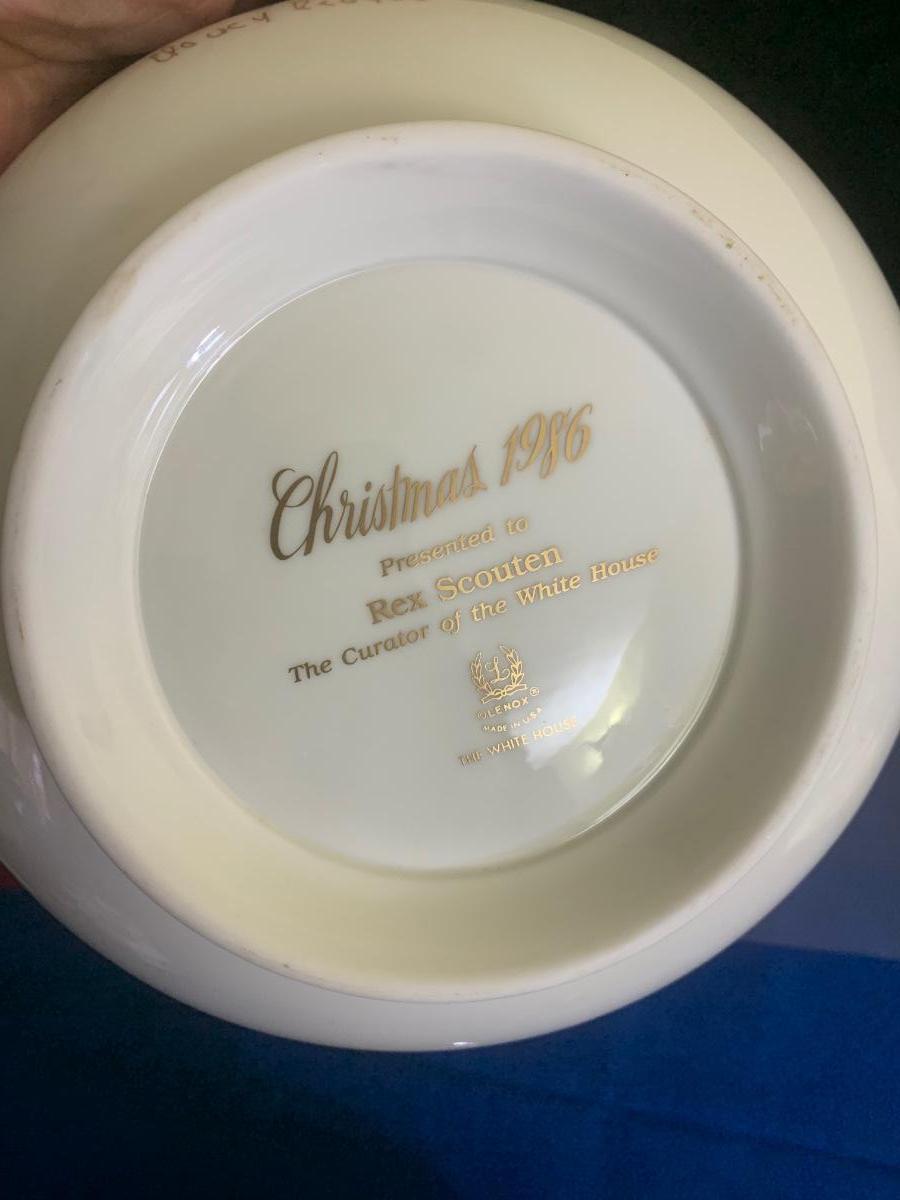 Christmas 1986
Presented to
Rex Scouten
The Curator of the White House
L
©LENOX®
MADE IN USA
THE WHITE HOUSE